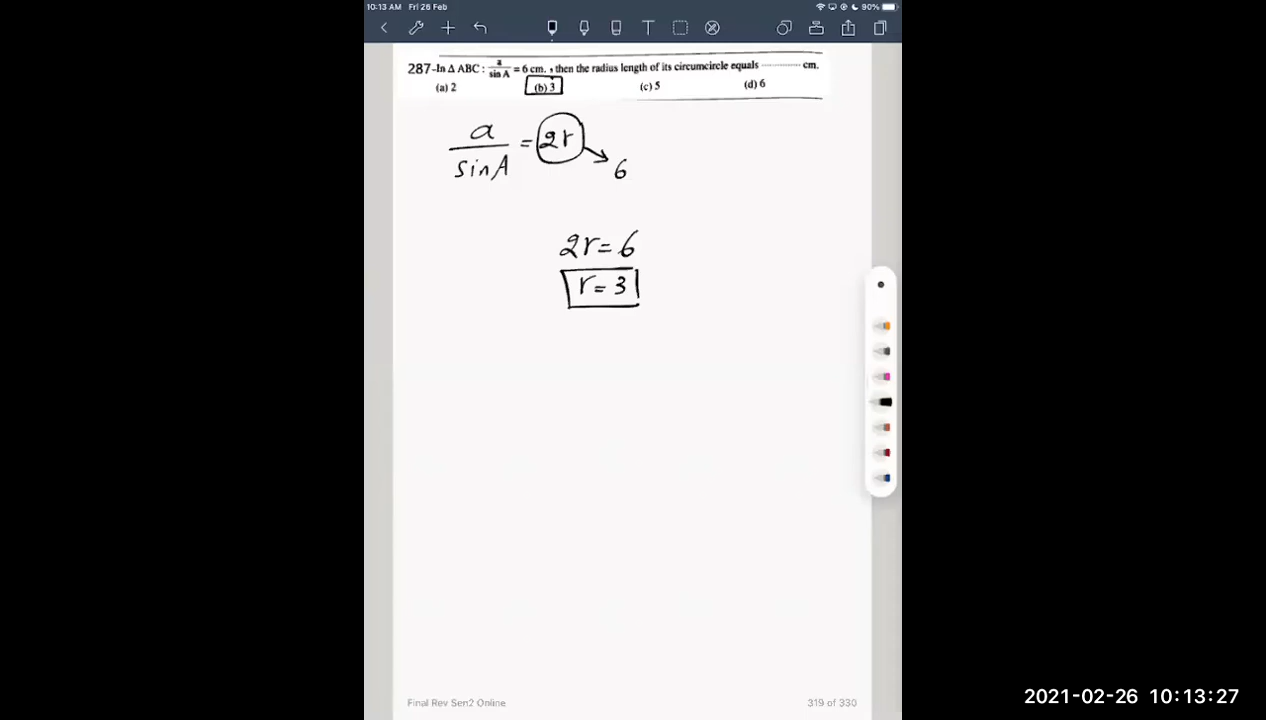 10:13 AM Fri 26 Feb
90%
T
287-In Δ ABC : a/sin A = 6 cm. , then the radius length of its circumcircle equals ............ cm.
(a) 2 (b) 3 (c) 5 (d) 6
a/sin A = 2r
6
2r = 6
r = 3
Final Rev Sen2 Online
319 of 330
2021-02-26 10:13:27